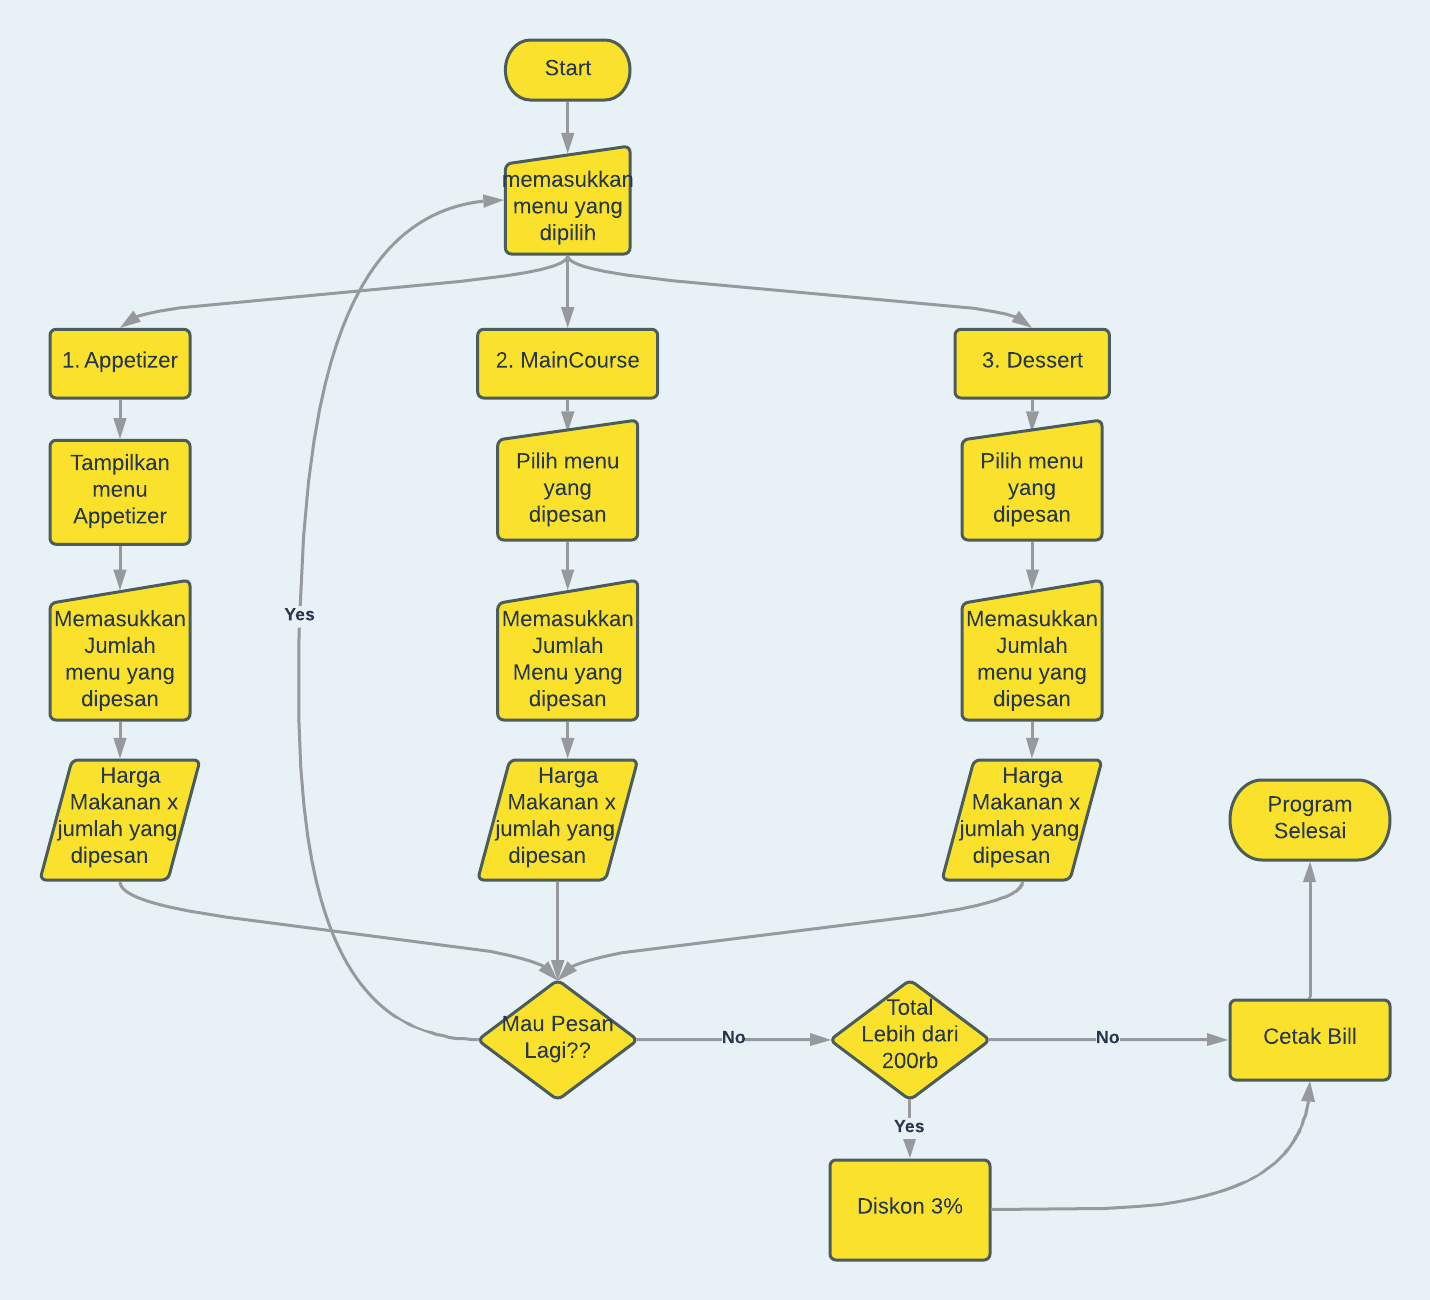 Start
memasukkan
menu yang
dipilih
1. Appetizer
2. MainCourse
3. Dessert
Tampilkan
menu
Appetizer
Pilih menu
yang
dipesan
Pilih menu
yang
dipesan
Memasukkan
Jumlah
menu yang
dipesan
Memasukkan
Jumlah
Menu yang
dipesan
Memasukkan
Jumlah
menu yang
dipesan
Yes
Harga
Makanan x
jumlah yang
dipesan
Harga
Makanan x
jumlah yang
dipesan
Harga
Makanan x
jumlah yang
dipesan
Program
Selesai
Mau Pesan
Lagi??
No
Total
Lebih dari
200rb
No
Cetak Bill
Yes
Diskon 3%